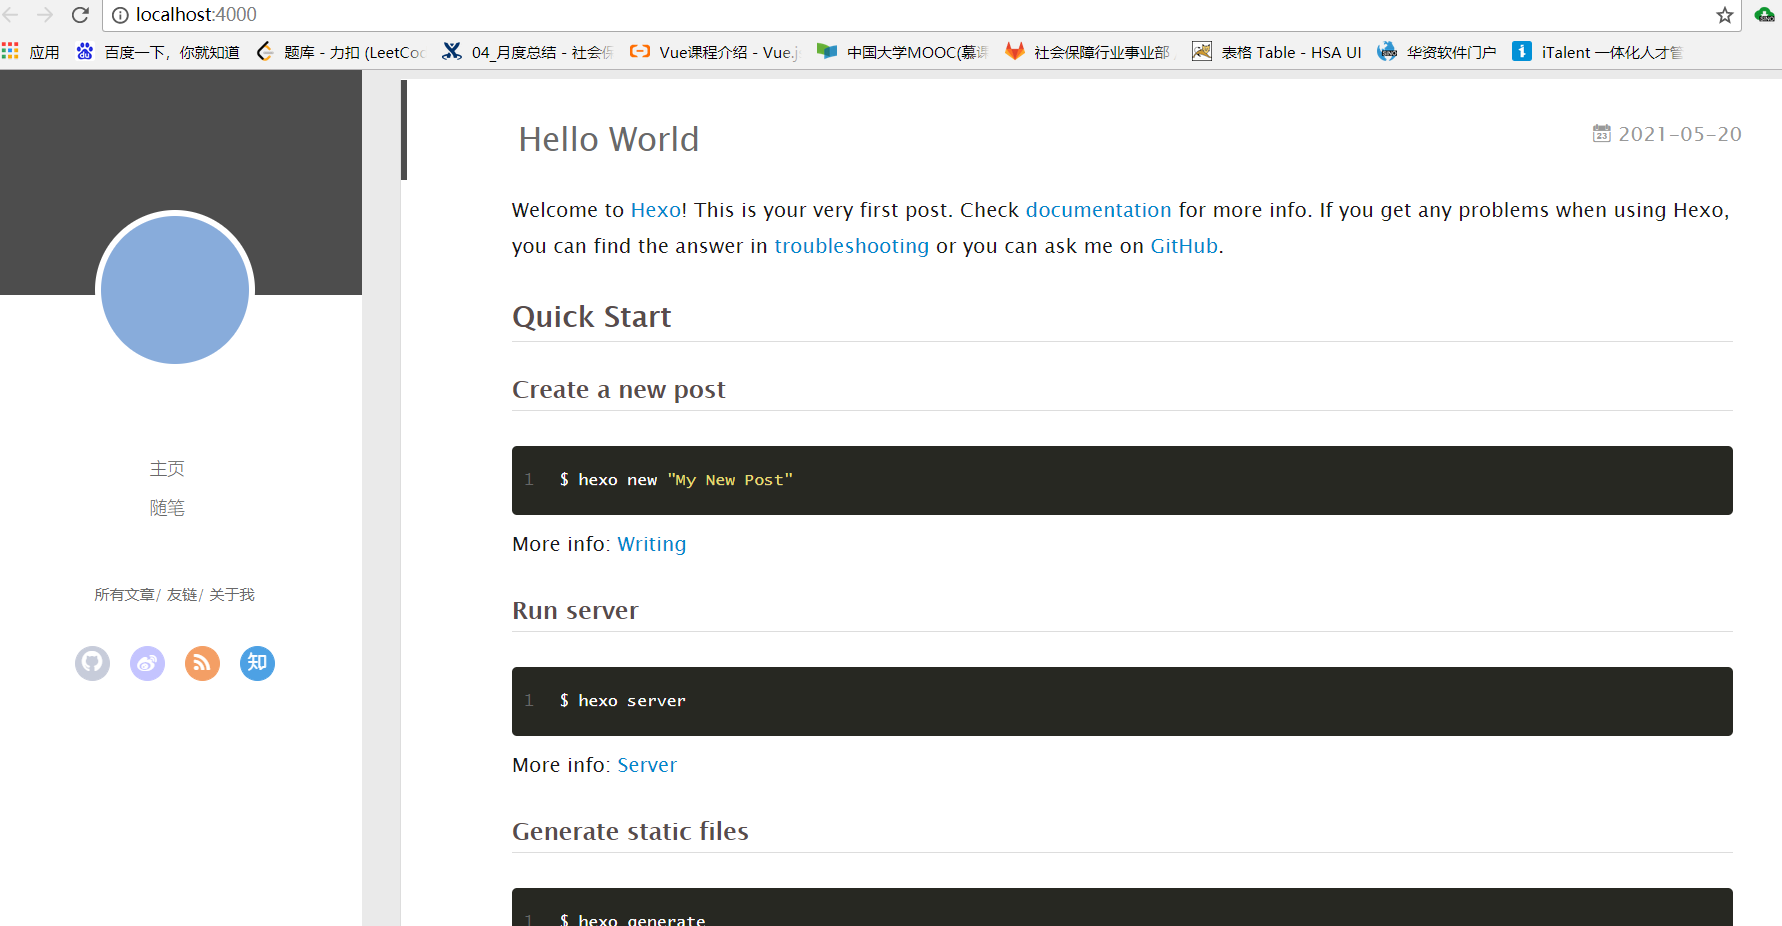 localhost:4000
应用 百度一下，你就知道 题库 - 力扣 (LeetCo 04_月度总结 - 社会 Vue课程介绍 - Vue.j 中国大学MOOC(慕 社会保障行业事业部 表格 Table - HSA UI 华资软件门户 iTalent 一体化人才
Hello World
23 2021-05-20
Welcome to Hexo! This is your very first post. Check documentation for more info. If you get any problems when using Hexo,
you can find the answer in troubleshooting or you can ask me on GitHub.
Quick Start
Create a new post
1 $ hexo new "My New Post"
More info: Writing
Run server
1 $ hexo server
More info: Server
Generate static files
1 $ hexo generate
主页
随笔
所有文章/ 友链/ 关于我
知